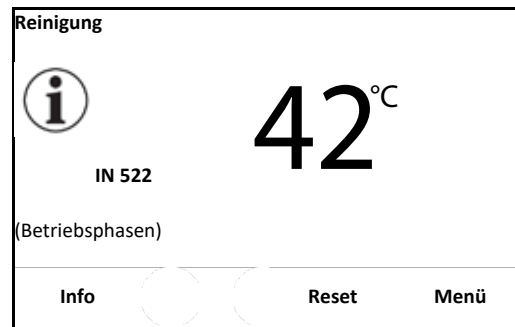 Reinigung
42 °C
IN 522
(Betriebsphasen)
Info Reset Menü